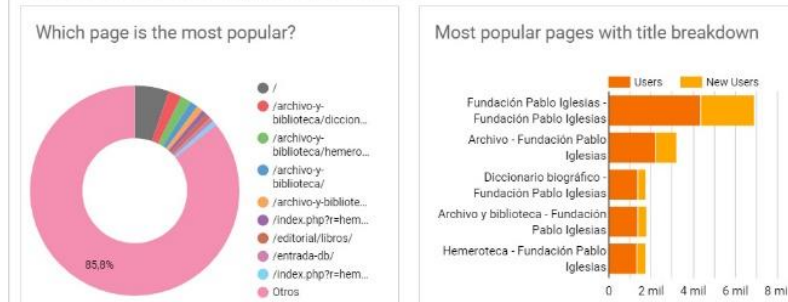 Which page is the most popular?
/
/archivo-y-
biblioteca/diccion...
/archivo-y-
biblioteca/hemero...
/archivo-y-
biblioteca/
/archivo-y-bibliote...
/index.php?r=hem...
/editorial/libros/
/entrada-db/
/index.php?r=hem...
Otros
85,8%
Most popular pages with title breakdown
Users New Users
Fundación Pablo Iglesias -
Fundación Pablo Iglesias
Archivo - Fundación Pablo
Iglesias
Diccionario biográfico -
Fundación Pablo Iglesias
Archivo y biblioteca - Fundación
Pablo Iglesias
Hemeroteca - Fundación Pablo
Iglesias
0 2 mil 4 mil 6 mil 8 mil